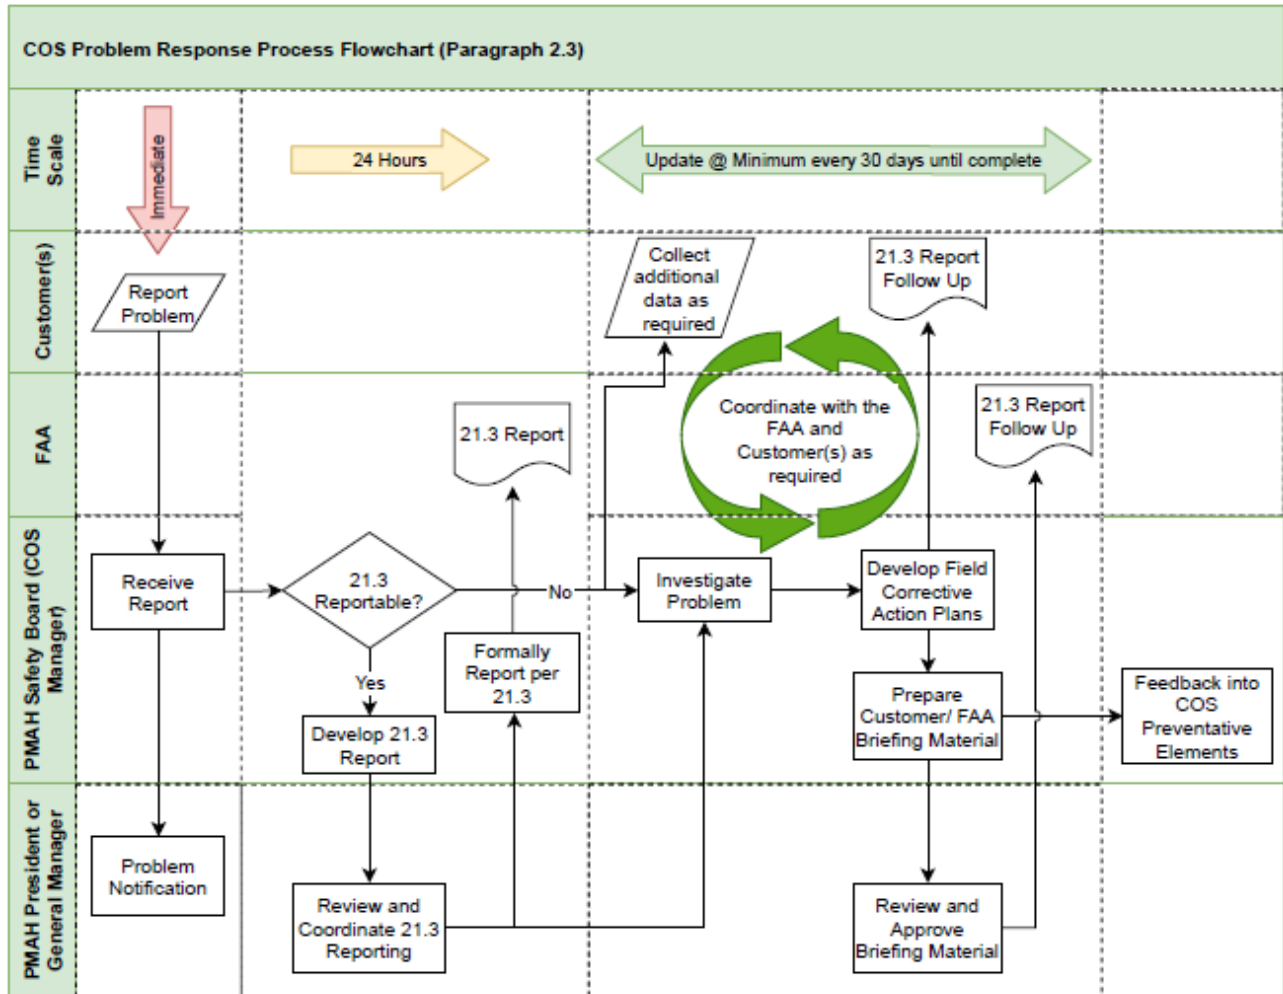 COS Problem Response Process Flowchart (Paragraph 2.3)
Time
Scale
Immediate
24 Hours
Update @ Minimum every 30 days until complete
Customer(s)
Report
Problem
Collect
additional
data as
required
21.3 Report
Follow Up
FAA
21.3 Report
Coordinate with the
FAA and
Customer(s) as
required
21.3 Report
Follow Up
PMAH Safety Board (COS
Manager)
Receive
Report
21.3
Reportable?
No
Yes
Investigate
Problem
Develop Field
Corrective
Action Plans
Formally
Report per
21.3
Develop 21.3
Report
Prepare
Customer/ FAA
Briefing Material
Feedback into
COS
Preventative
Elements
PMAH President or
General Manager
Problem
Notification
Review and
Coordinate 21.3
Reporting
Review and
Approve
Briefing Material